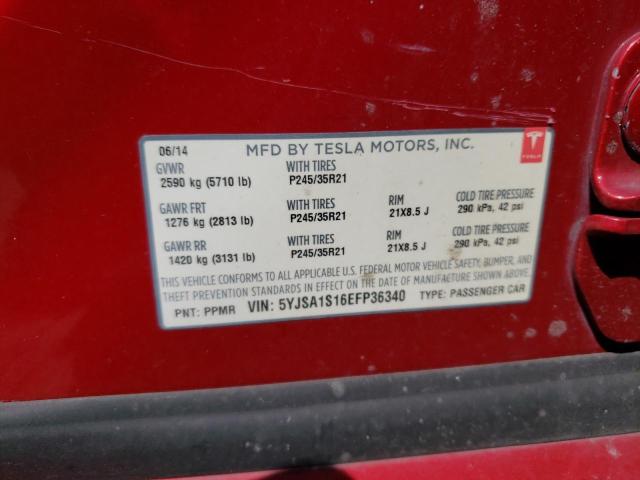 06/14 MFD BY TESLA MOTORS, INC.
GVWR WITH TIRES
2590 kg (5710 lb) P245/35R21
GAWR FRT WITH TIRES RIM COLD TIRE PRESSURE
1276 kg (2813 lb) P245/35R21 21X8.5 J 290 kPa, 42 psi
GAWR RR WITH TIRES RIM COLD TIRE PRESSURE
1420 kg (3131 lb) P245/35R21 21X8.5 J 290 kPa, 42 psi
THIS VEHICLE CONFORMS TO ALL APPLICABLE U.S. FEDERAL MOTOR VEHICLE SAFETY, BUMPER, AND
THEFT PREVENTION STANDARDS IN EFFECT ON THE DATE OF MANUFACTURE SHOWN ABOVE.
PNT: PPMR VIN: 5YJSA1S16EFP36340 TYPE: PASSENGER CAR
TESLA